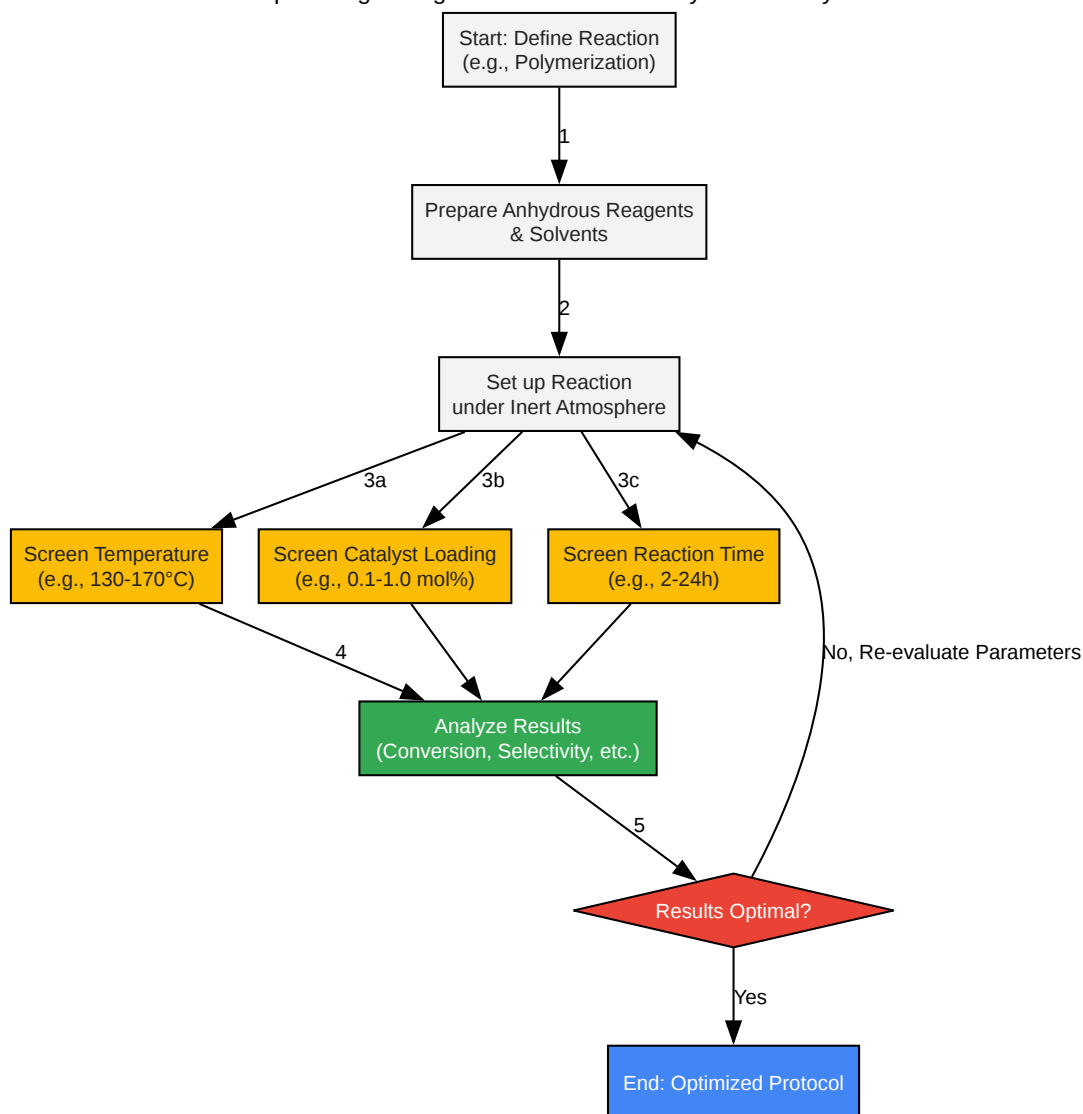 Start: Define Reaction
(e.g., Polymerization)
1
Prepare Anhydrous Reagents
& Solvents
2
Set up Reaction
under Inert Atmosphere
3a
3b
3c
Screen Temperature
(e.g., 130-170°C)
Screen Catalyst Loading
(e.g., 0.1-1.0 mol%)
Screen Reaction Time
(e.g., 2-24h)
4
No, Re-evaluate Parameters
Analyze Results
(Conversion, Selectivity, etc.)
5
Results Optimal?
Yes
End: Optimized Protocol